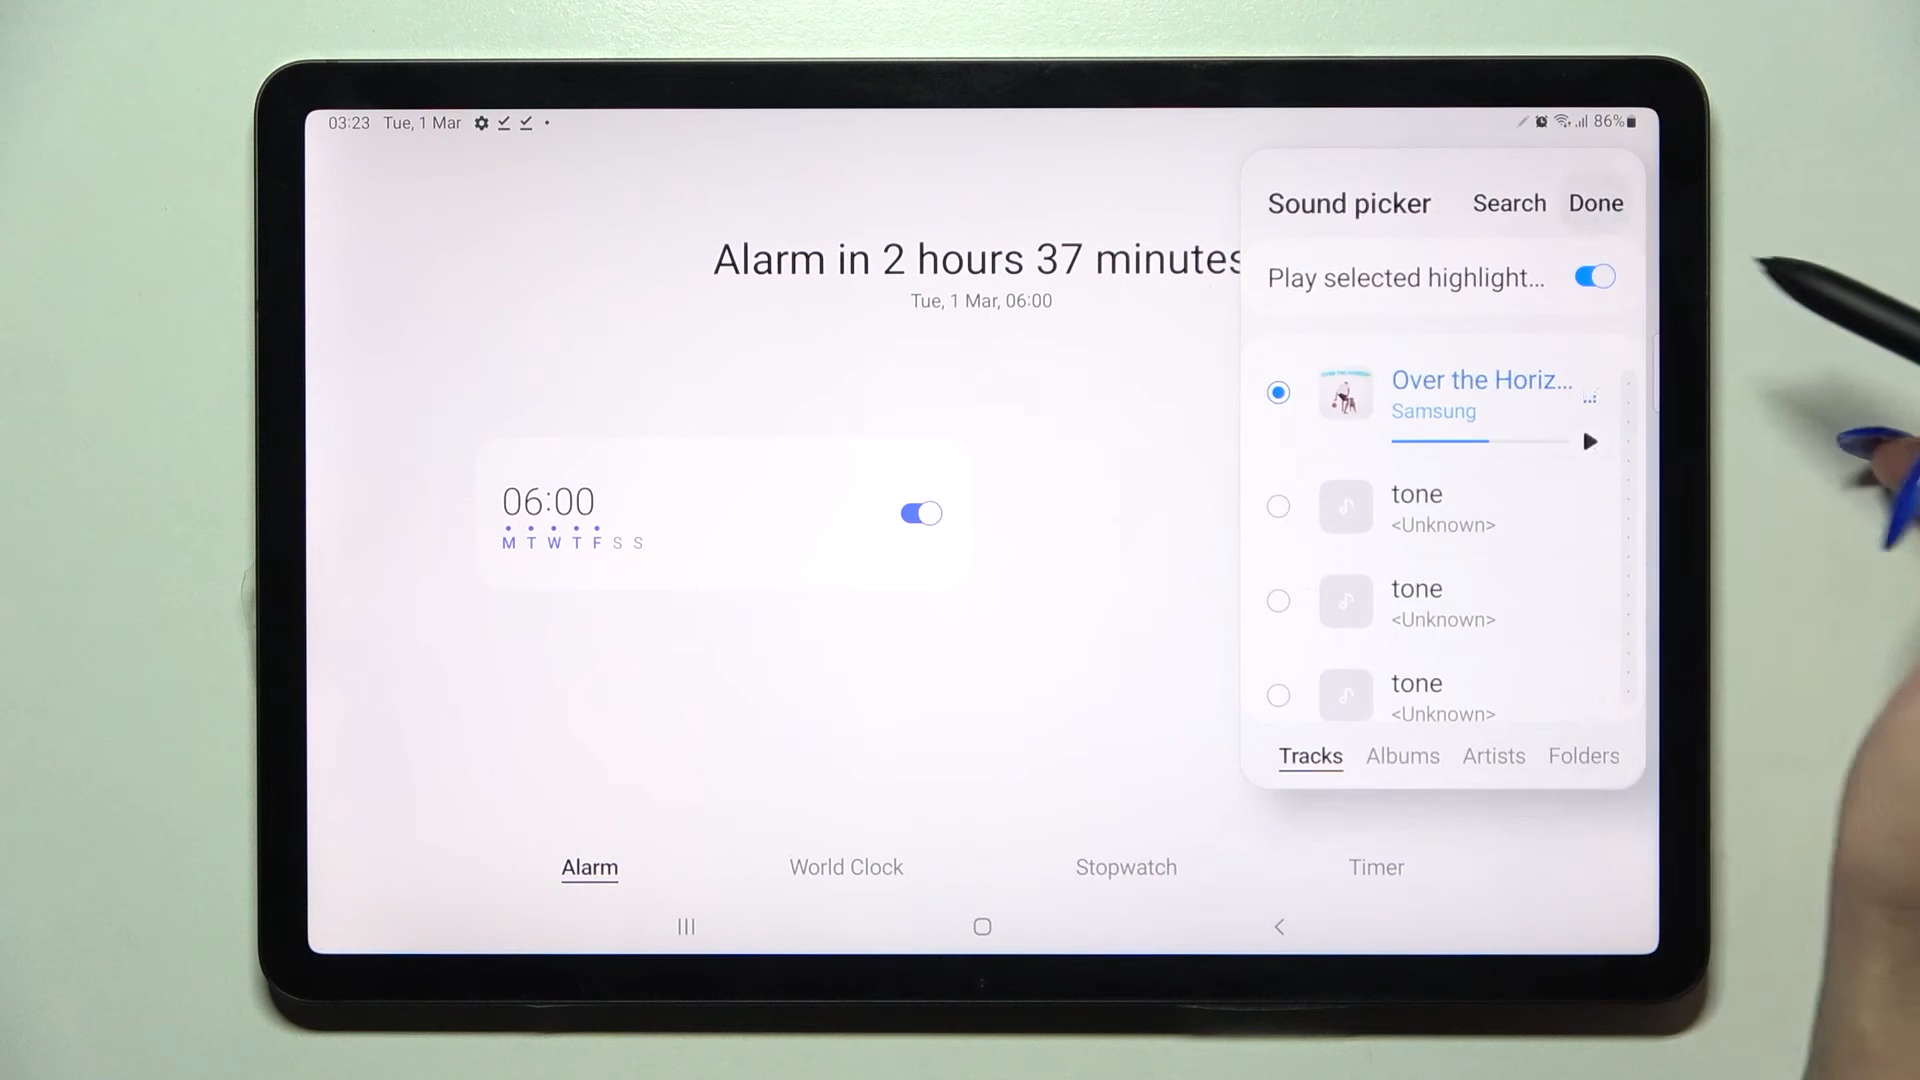 03:23 Tue, 1 Mar
86%
Alarm in 2 hours 37 minutes
Tue, 1 Mar, 06:00
06:00
M T W T F S S
Sound picker Search Done
Play selected highlight...
Over the Horiz...
Samsung
tone
<Unknown>
tone
<Unknown>
tone
<Unknown>
Tracks Albums Artists Folders
Alarm World Clock Stopwatch Timer